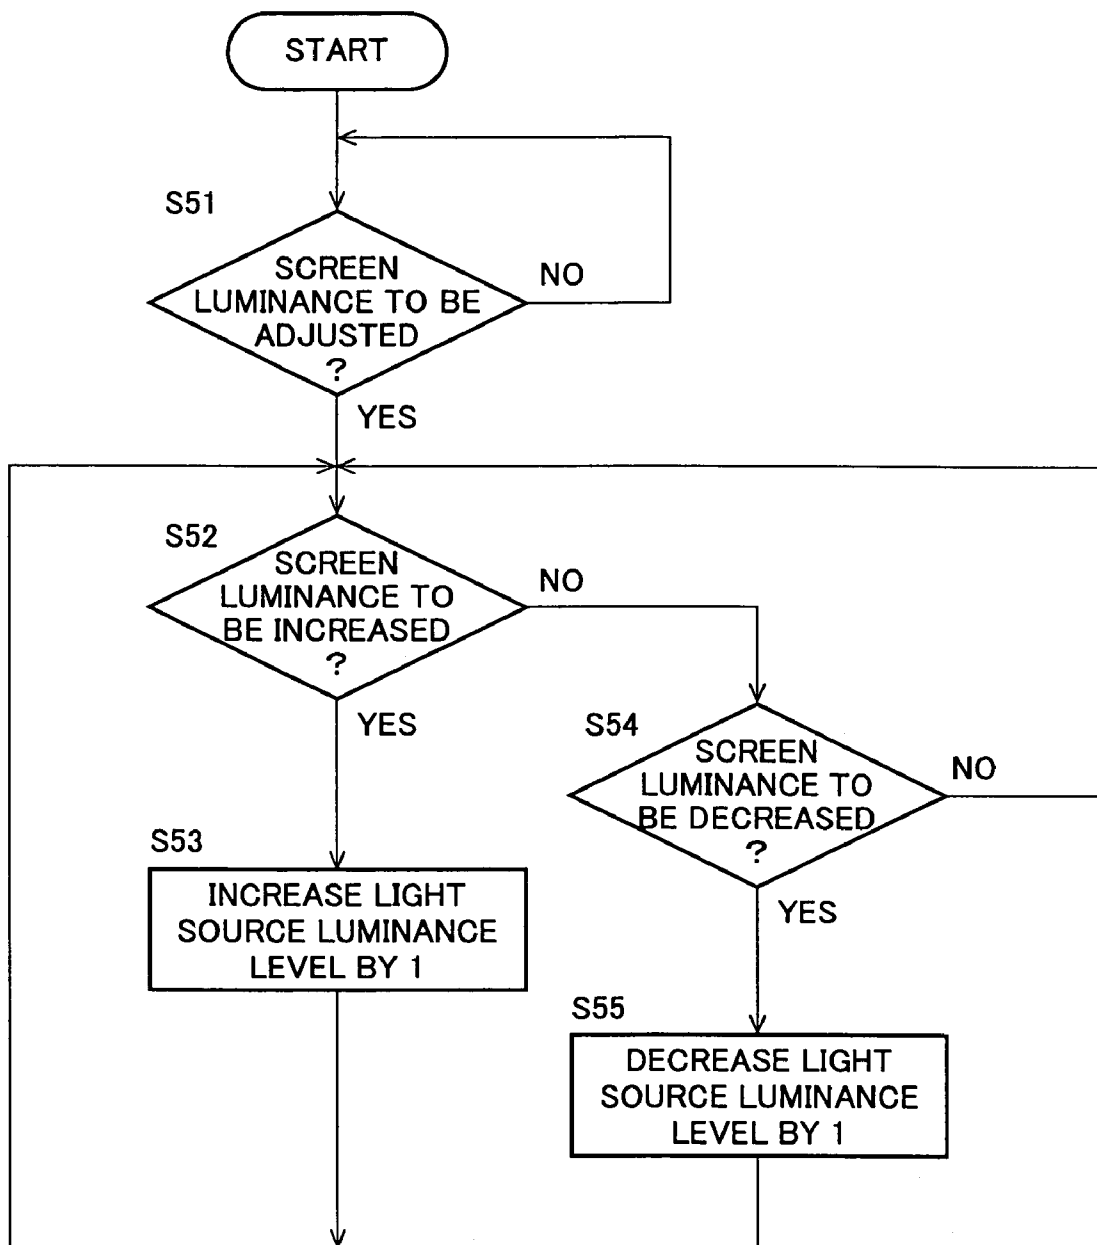 START
S51
SCREEN
LUMINANCE TO BE
ADJUSTED
?
NO
YES
S52
SCREEN
LUMINANCE TO
BE INCREASED
?
NO
YES
S54
SCREEN
LUMINANCE TO
BE DECREASED
?
NO
YES
S53
INCREASE LIGHT
SOURCE LUMINANCE
LEVEL BY 1
S55
DECREASE LIGHT
SOURCE LUMINANCE
LEVEL BY 1